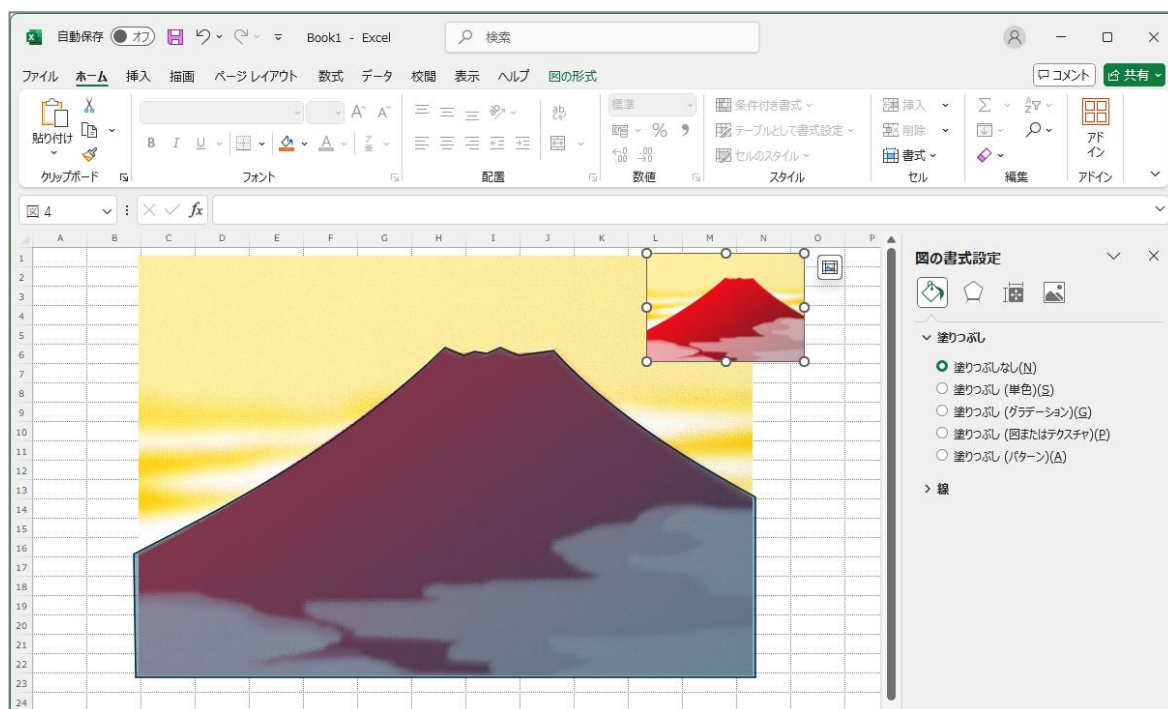 自動保存 オフ Book1 - Excel 検索
ファイル ホーム 挿入 描画 ページ レイアウト 数式 データ 校閲 表示 ヘルプ 図の形式 コメント 共有
貼り付け
B I U A A A
ab
標準
% 9
条件付き書式
テーブルとして書式設定
セルのスタイル
挿入
削除
書式
Σ
アド
イン
クリップボード フォント 配置 数値 スタイル セル 編集 アドイン
図 4 fx
A B C D E F G H I J K L M N O P
1
2
3
4
5
6
7
8
9
10
11
12
13
14
15
16
17
18
19
20
21
22
23
24
図の書式設定
塗りつぶし
塗りつぶしなし(N)
塗りつぶし (単色)(S)
塗りつぶし (グラデーション)(G)
塗りつぶし (図またはテクスチャ)(P)
塗りつぶし (パターン)(A)
線